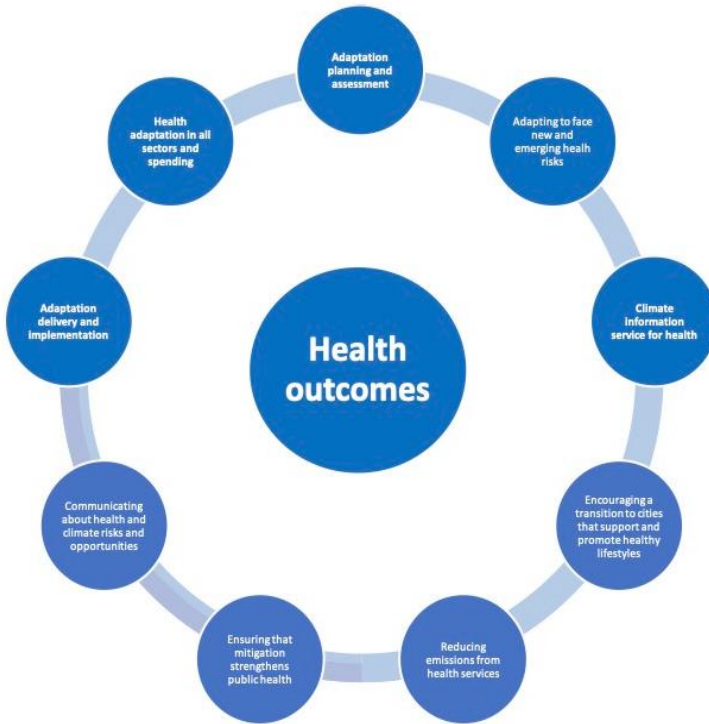 Adaptation
planning and
assessment
Adapting to face
new and
emerging healh
risks
Climate
information
service for health
Encouraging a
transition to cities
that support and
promote healthy
lifestyles
Reducing
emissions from
health services
Ensuring that
mitigation
strengthens
public health
Communicating
about health and
climate risks and
opportunities
Adaptation
delivery and
implementation
Health
adaptation in all
sectors and
spending
Health
outcomes